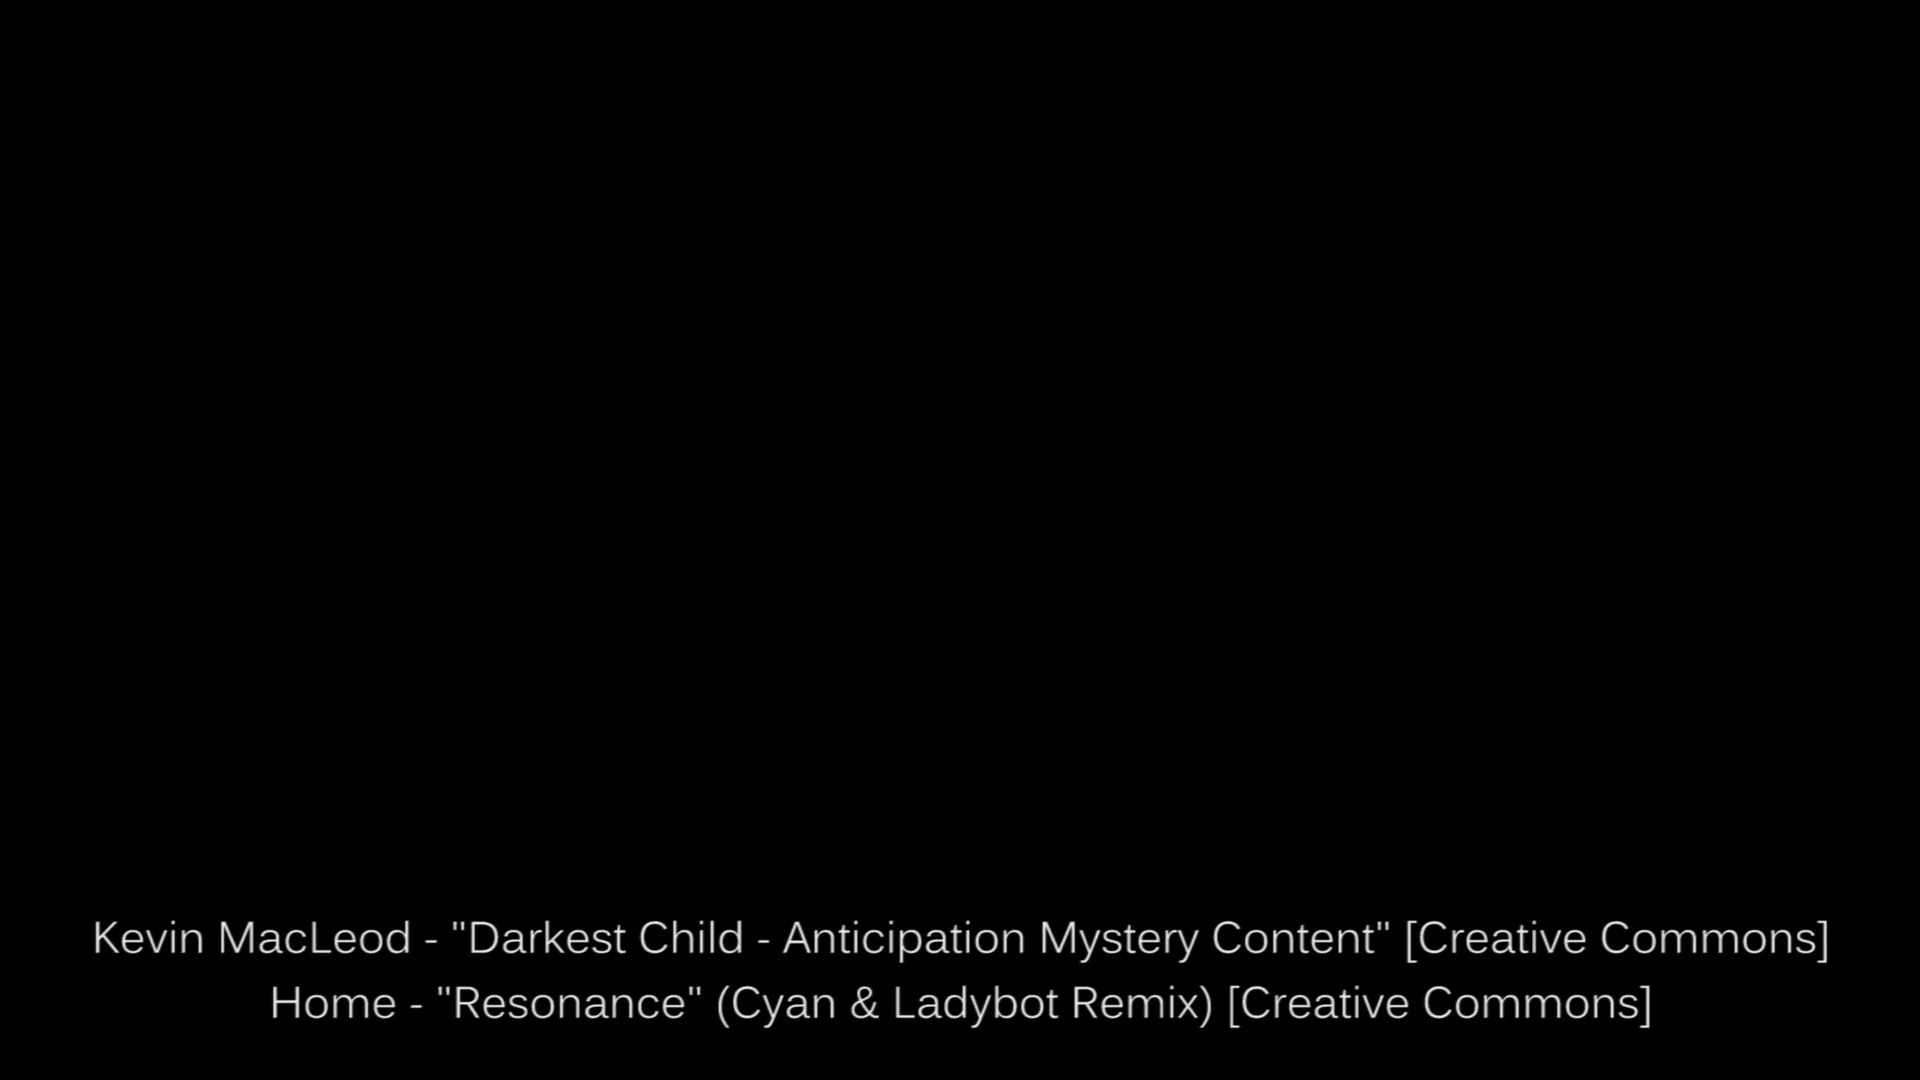 Kevin MacLeod - "Darkest Child - Anticipation Mystery Content" [Creative Commons]
Home - "Resonance" (Cyan & Ladybot Remix) [Creative Commons]